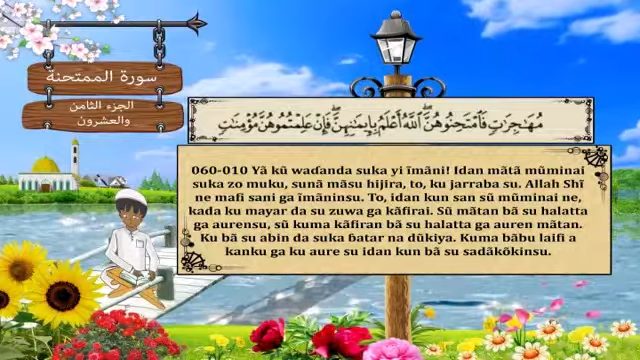 سورة الممتحنة
الجزء الثامن
والعشرون
مُهَـٰجِرَٰتٍ فَٱمْتَحِنُوهُنَّ ۖ ٱللَّهُ أَعْلَمُ بِإِيمَـٰنِهِنَّ ۖ فَإِنْ عَلِمْتُمُوهُنَّ مُؤْمِنَـٰتٍ
060-010 Yã kũ waɗanda suka yi ĩmãni! Idan mãtã mũminai
suka zo muku, sunã mãsu hijira, to, ku jarraba su. Allah Shĩ
ne mafi sani ga ĩmãninsu. To, idan kun san sũ mũminai ne,
kada ku mayar da su zuwa ga kãfirai. Sũ mãtan bã su halatta
ga aurensu, sũ kuma kãfiran bã su halatta ga auren mãtan.
Ku bã su abin da suka ɓatar na dũkiya. Kuma bãbu laifi a
kanku ga ku aure su idan kun bã su sadãkõkinsu.